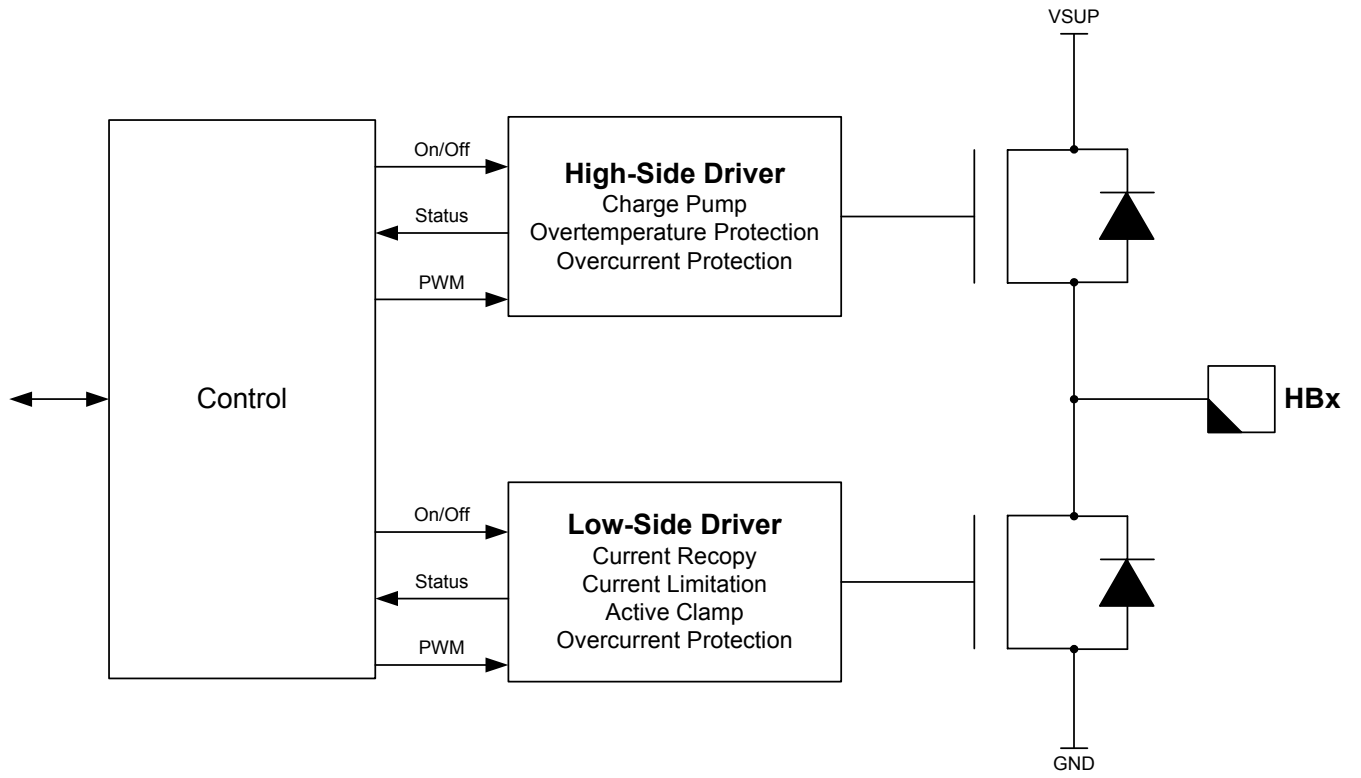 VSUP
On/Off
Status
PWM
High-Side Driver
Charge Pump
Overtemperature Protection
Overcurrent Protection
Control
HBx
On/Off
Status
PWM
Low-Side Driver
Current Recopy
Current Limitation
Active Clamp
Overcurrent Protection
GND